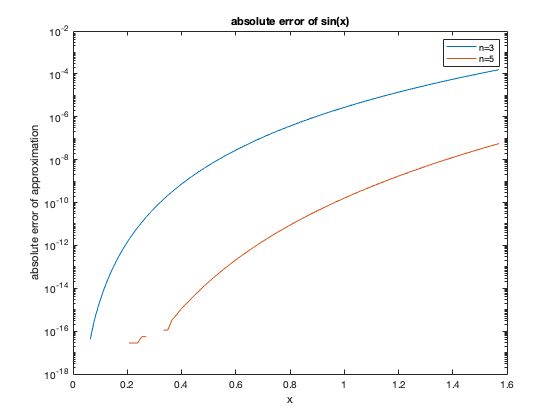 absolute error of sin(x)
10^-2
n=3
n=5
10^-4
10^-6
10^-8
10^-10
10^-12
10^-14
10^-16
10^-18
absolute error of approximation
0 0.2 0.4 0.6 0.8 1 1.2 1.4 1.6
x